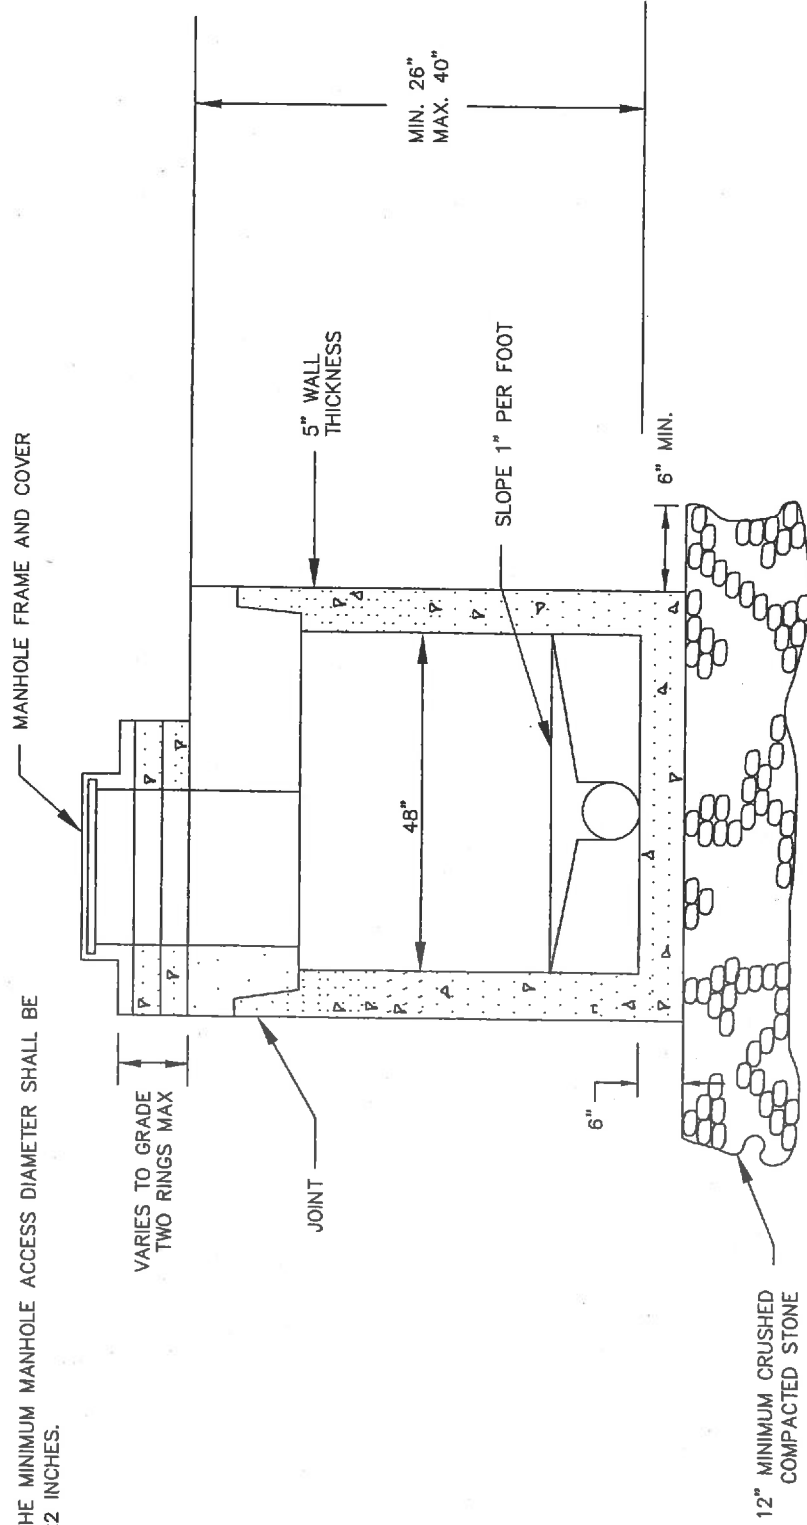 HE MINIMUM MANHOLE ACCESS DIAMETER SHALL BE
2 INCHES.
MANHOLE FRAME AND COVER
VARIES TO GRADE
TWO RINGS MAX
JOINT
5" WALL
THICKNESS
MIN. 26"
MAX. 40"
48"
SLOPE 1" PER FOOT
6"
6" MIN.
12" MINIMUM CRUSHED
COMPACTED STONE